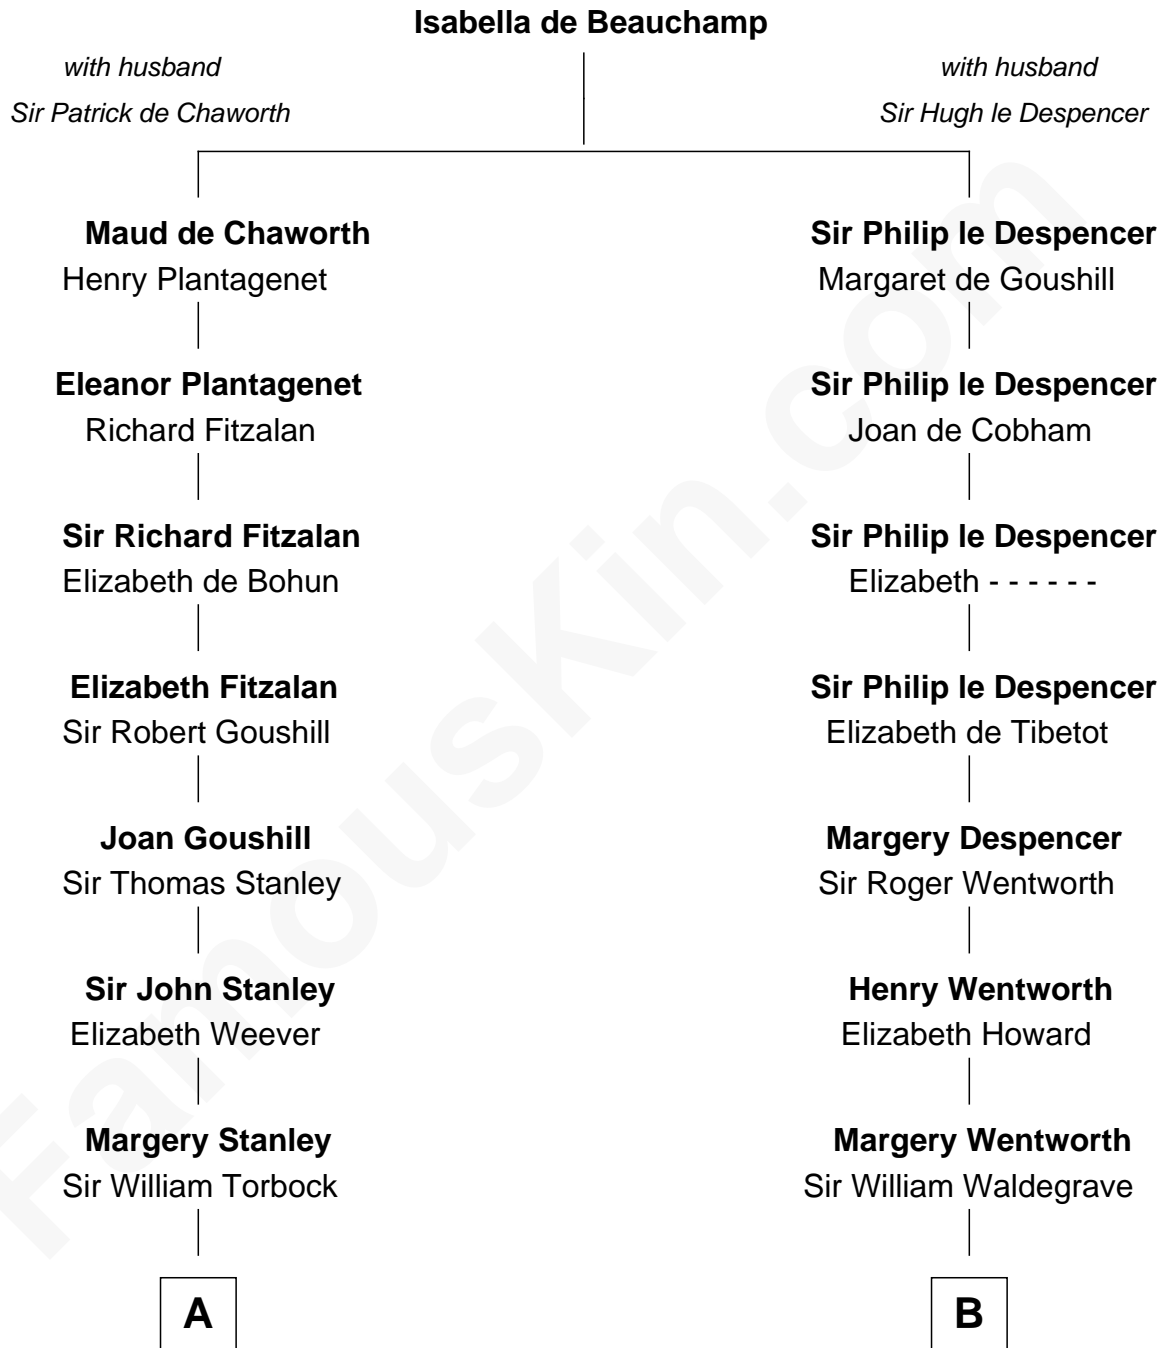 Isabella de Beauchamp
with husband
Sir Patrick de Chaworth
with husband
Sir Hugh le Despencer
Maud de Chaworth
Henry Plantagenet
Sir Philip le Despencer
Margaret de Goushill
Eleanor Plantagenet
Richard Fitzalan
Sir Philip le Despencer
Joan de Cobham
Sir Richard Fitzalan
Elizabeth de Bohun
Sir Philip le Despencer
Elizabeth - - - - - -
Elizabeth Fitzalan
Sir Robert Goushill
Sir Philip le Despencer
Elizabeth de Tibetot
Joan Goushill
Sir Thomas Stanley
Margery Despencer
Sir Roger Wentworth
Sir John Stanley
Elizabeth Weever
Henry Wentworth
Elizabeth Howard
Margery Stanley
Sir William Torbock
Margery Wentworth
Sir William Waldegrave
A
B
FamousKin.com